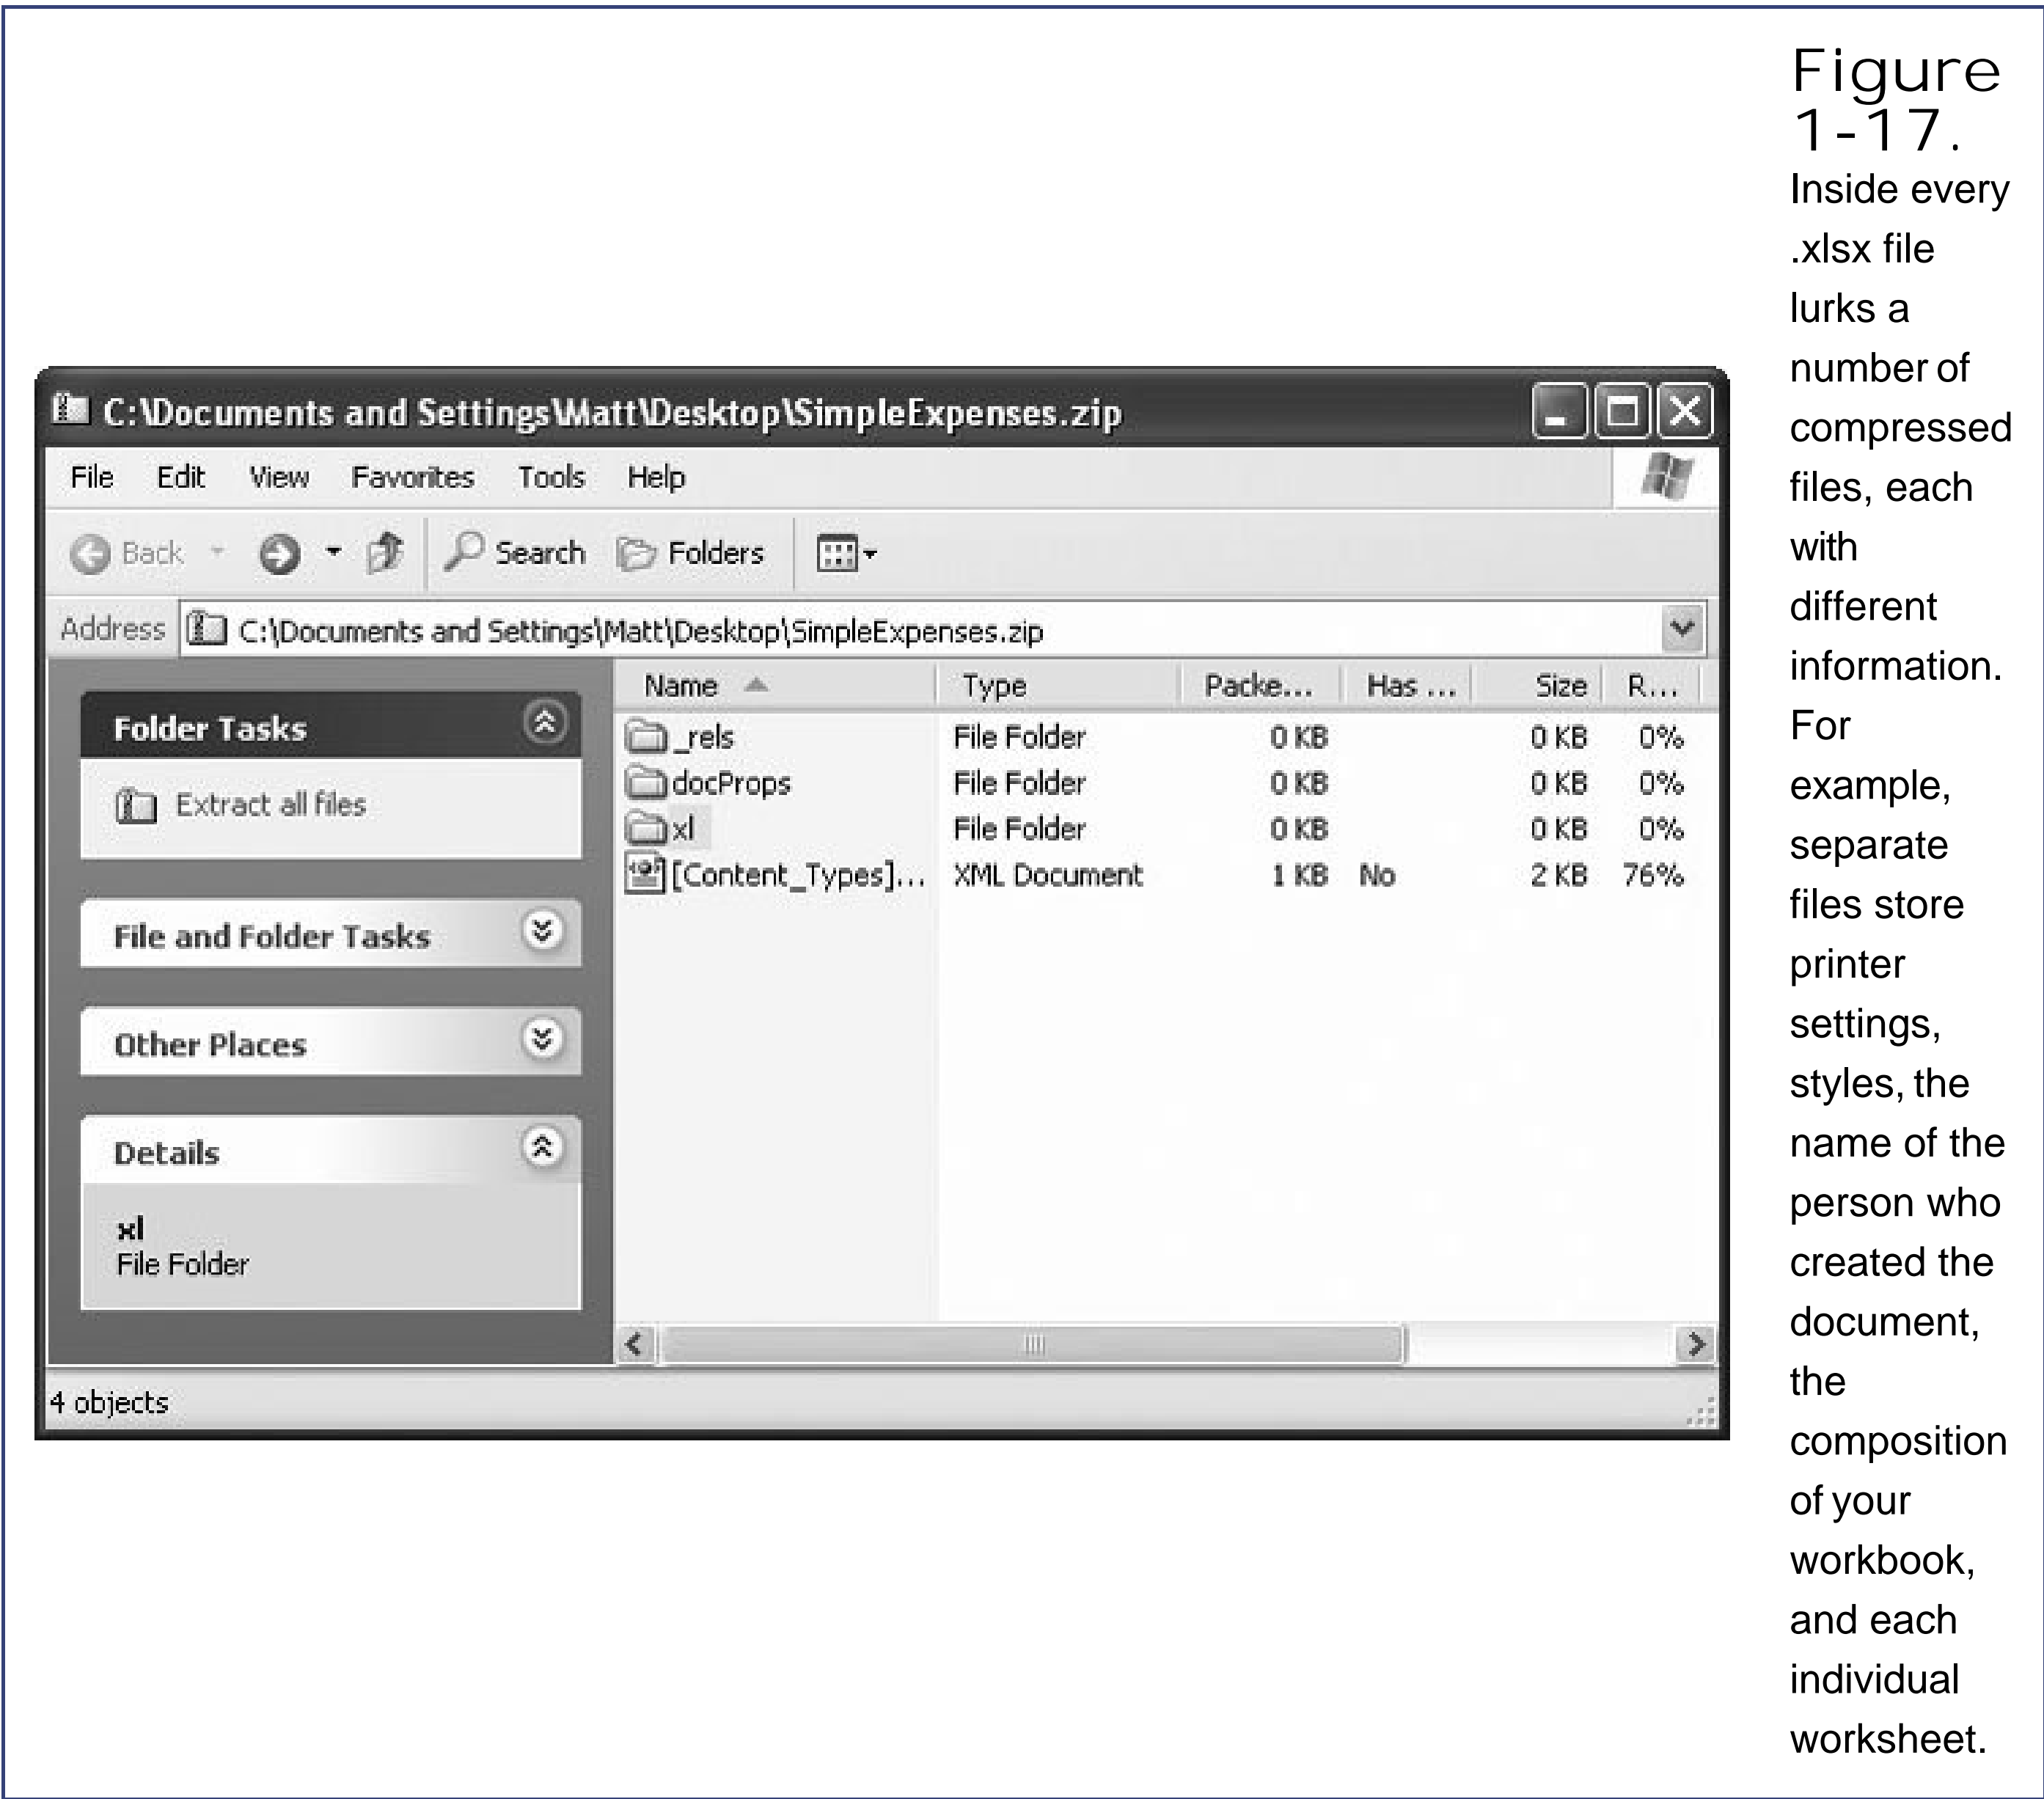 Figure
1-17.
Inside every
.xlsx file
lurks a
number of
compressed
files, each
with
different
information.
For
example,
separate
files store
printer
settings,
styles, the
name of the
person who
created the
document,
the
composition
of your
workbook,
and each
individual
worksheet.
C:\Documents and Settings\Matt\Desktop\SimpleExpenses.zip
File Edit View Favorites Tools Help
Back Search Folders
Address C:\Documents and Settings\Matt\Desktop\SimpleExpenses.zip
Folder Tasks
Extract all files
File and Folder Tasks
Other Places
Details
xl
File Folder
Name Type Packe... Has ... Size R...
_rels File Folder 0 KB 0 KB 0%
docProps File Folder 0 KB 0 KB 0%
xl File Folder 0 KB 0 KB 0%
[Content_Types]... XML Document 1 KB No 2 KB 76%
4 objects